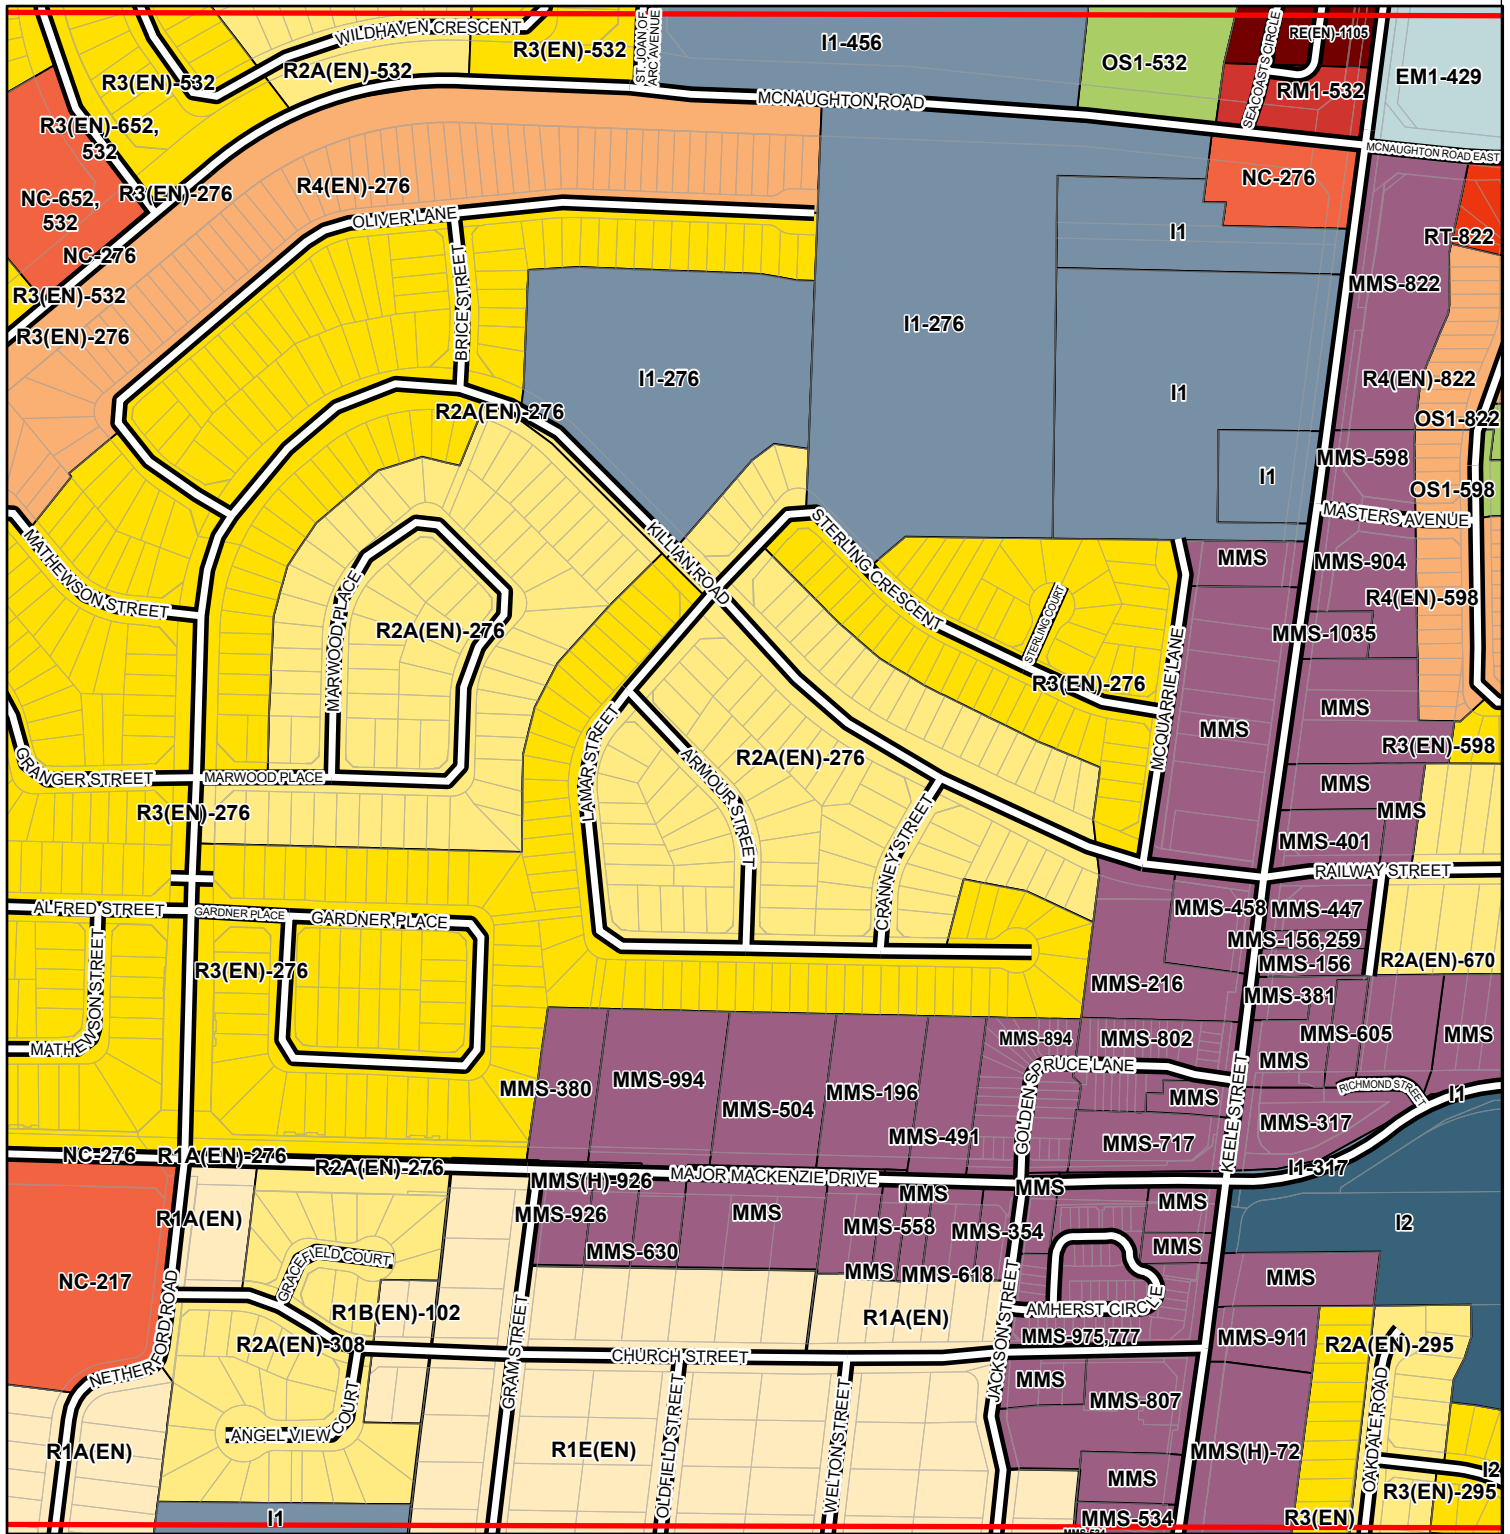 WILDHAVEN CRESCENT
R3(EN)-532
R2A(EN)-532
R3(EN)-532
ST. JOAN OF
ARC AVENUE
I1-456
OS1-532
SEACOASTS CIRCLE
RE(EN)-1105
RM1-532
EM1-429
MCNAUGHTON ROAD
MCNAUGHTON ROAD EAST
R3(EN)-652,
532
NC-652,
532
R3(EN)-276
R4(EN)-276
NC-276
NC-276
R3(EN)-532
R3(EN)-276
OLIVER LANE
BRICE STREET
I1
RT-822
MMS-822
I1-276
I1-276
I1
R4(EN)-822
OS1-822
R2A(EN)-276
MMS-598
I1
OS1-598
MASTERS AVENUE
MATHEWSON STREET
KILLIAN ROAD
STERLING CRESCENT
STERLING COURT
MMS
MMS-904
R4(EN)-598
MARWOOD PLACE
R2A(EN)-276
MMS-1035
MCQUARRIE LANE
R3(EN)-276
MMS
MMS
R3(EN)-598
LAMAR STREET
ARMOUR STREET
R2A(EN)-276
GRANGER STREET
MARWOOD PLACE
MMS
R3(EN)-276
MMS
MMS-401
CRANNEY STREET
RAILWAY STREET
ALFRED STREET
GARDNER PLACE
GARDNER PLACE
MMS-458
MMS-447
MMS-156,259
MMS-156
R2A(EN)-670
MATHEWSON STREET
R3(EN)-276
MMS-216
MMS-381
MMS-894
MMS-802
MMS-605
MMS
MMS
GOLDEN SPRUCE LANE
MMS-380
MMS-994
MMS-504
MMS-196
MMS-491
MMS
RICHMOND STREET
I1
MMS-717
MMS-317
KEELE STREET
NC-276
R1A(EN)-276
R2A(EN)-276
MAJOR MACKENZIE DRIVE
I1-317
MMS(H)-926
MMS
MMS
MMS
MMS-926
MMS
MMS-558
MMS-354
R1A(EN)
MMS-630
MMS
I2
GRACEFIELD COURT
MMS
MMS-618
MMS
NC-217
NETHERFORD ROAD
R1B(EN)-102
R1A(EN)
AMHERST CIRCLE
MMS-975,777
MMS-911
R2A(EN)-295
R2A(EN)-308
GRAM STREET
CHURCH STREET
JACKSON STREET
MMS
MMS-807
ANGEL VIEW COURT
OLDFIELD STREET
WELTON STREET
OAKDALE ROAD
R1A(EN)
R1E(EN)
MMS(H)-72
MMS
I2
R3(EN)-295
I1
MMS-534
R3(EN)